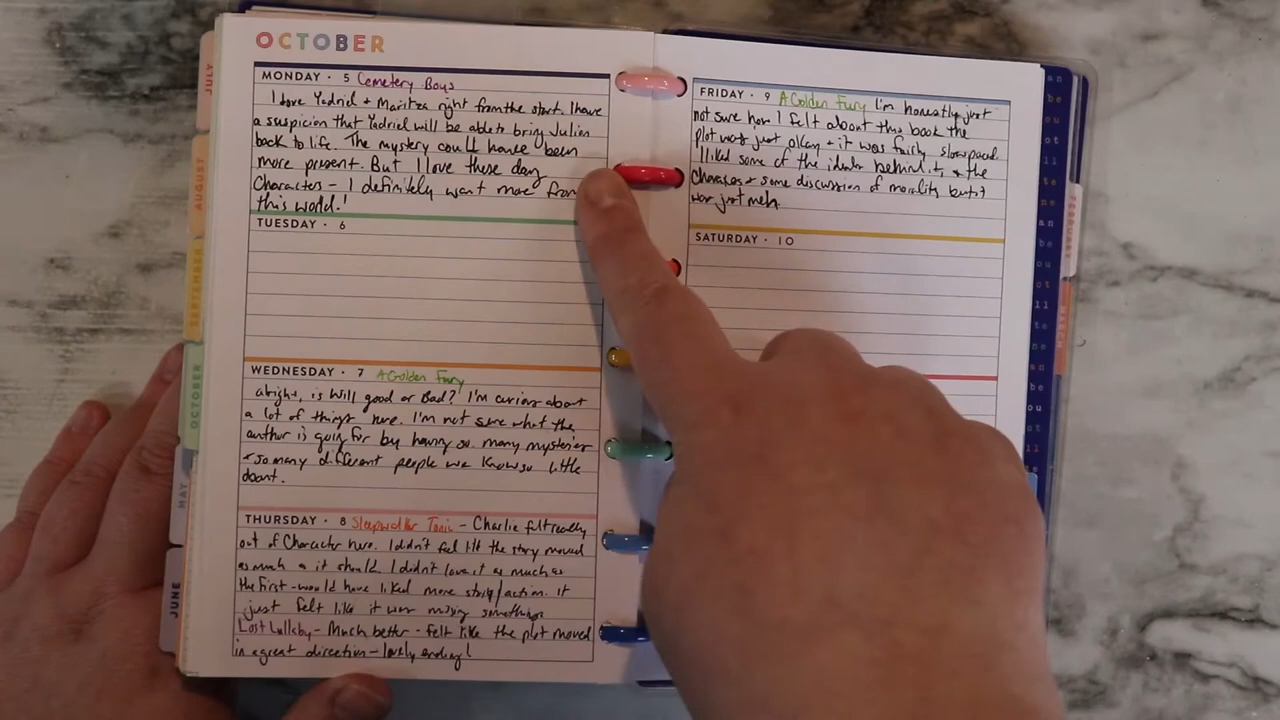 OCTOBER
MONDAY · 5 Cemetery Boys
I love Yadriel + Maritza right from the start. I have
a suspicion that Yadriel will be able to bring Julian
back to life. The mystery could have been
more present. But I love these
Characters - I definitely want more from
this world!
TUESDAY · 6
WEDNESDAY · 7 A Golden Fury
alright, is Will good or Bad? I'm curious about
a lot of things here. I'm not sure what the
author is going for by having so many mysteries
+ so many different people we know so little
about.
THURSDAY · 8 Sleepwalker Tonic - Charlie felt really
out of Character here. I didn't feel like the story moved
as much as it should. I didn't love it as much as
the first - would have liked more story/action. it
just felt like it was missing something.
Lost Lullaby - Much better - felt like the plot moved
in a great direction - lovely ending!
FRIDAY · 9 A Golden Fury I'm honestly just
not sure how I felt about this book the
plot was just okay + it was fairly slow paced
I liked some of the ideas behind it, + the
characters + some discussion of morality but it
was just meh
SATURDAY · 10
JULY
AUGUST
SEPTEMBER
OCTOBER
MAY
JUNE
FEBRUARY
MARCH